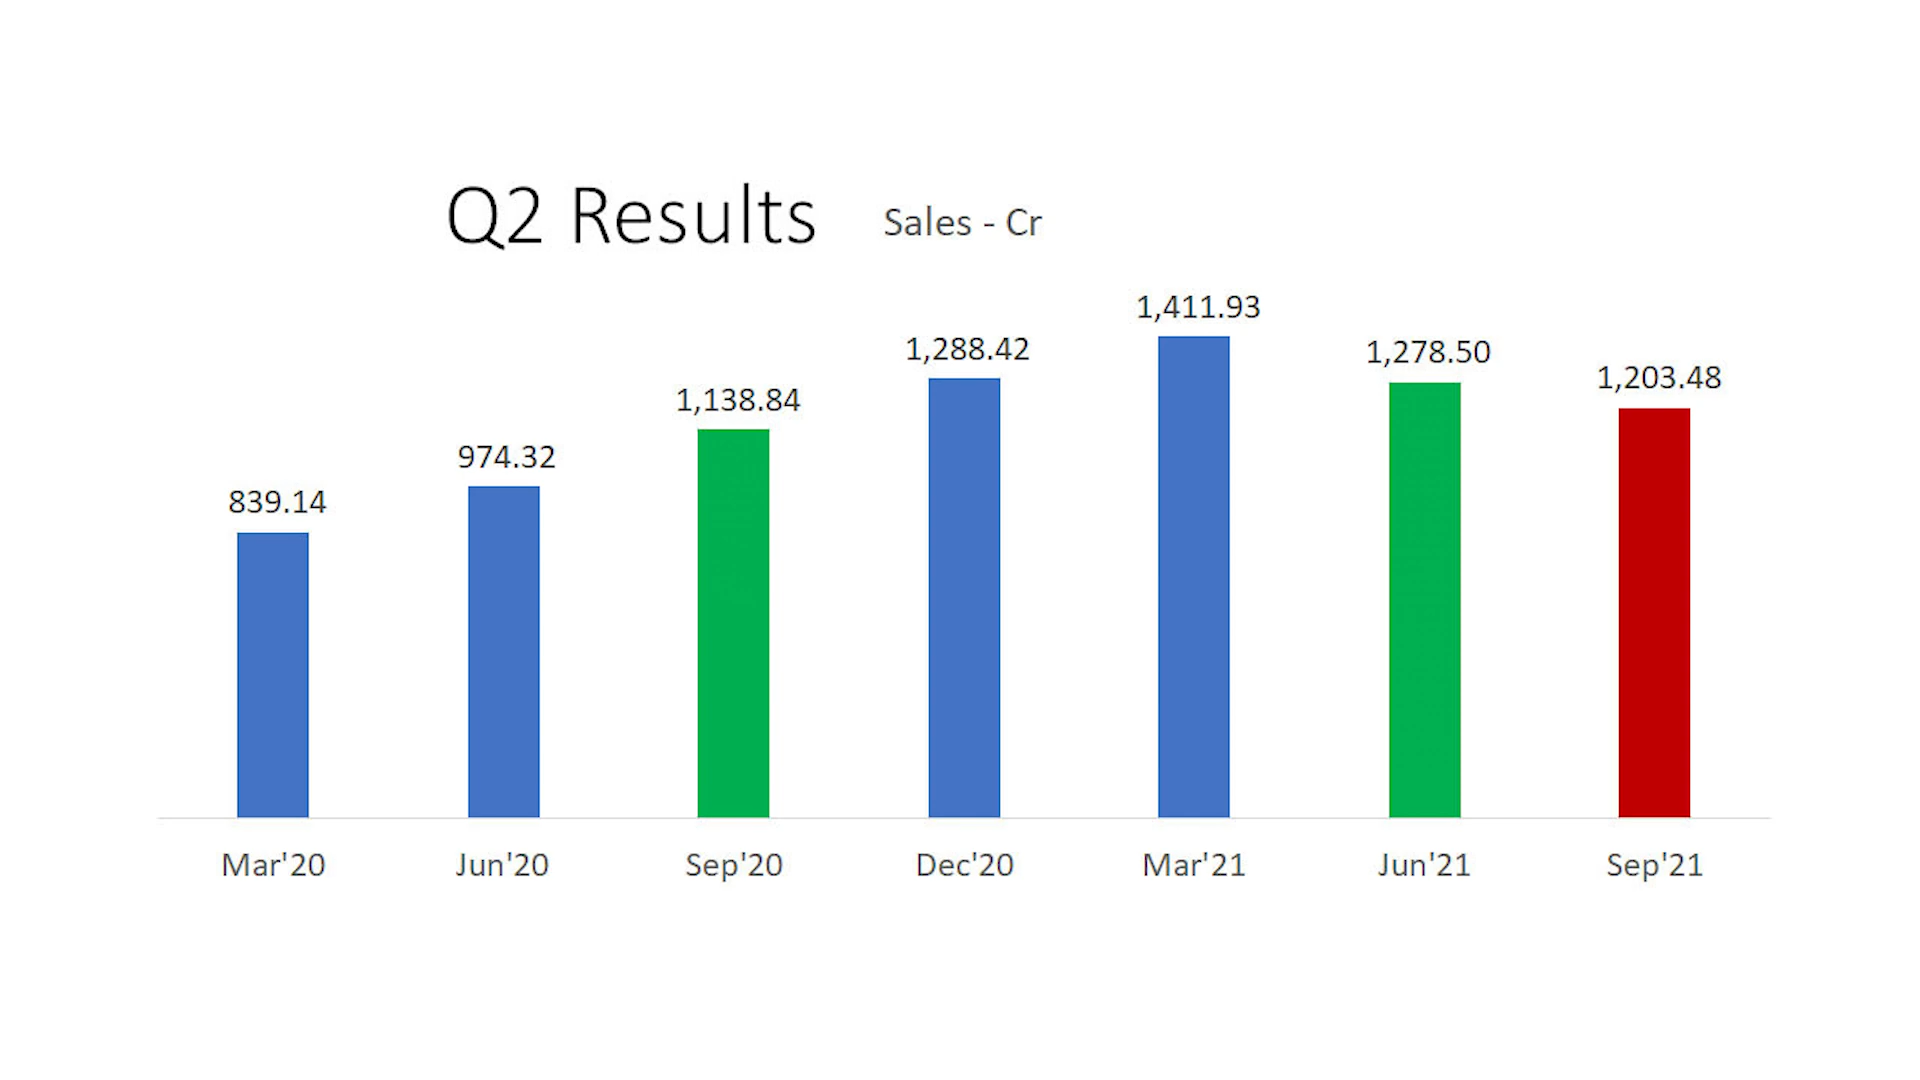 Q2 Results
Sales - Cr
839.14
974.32
1,138.84
1,288.42
1,411.93
1,278.50
1,203.48
Mar'20
Jun'20
Sep'20
Dec'20
Mar'21
Jun'21
Sep'21